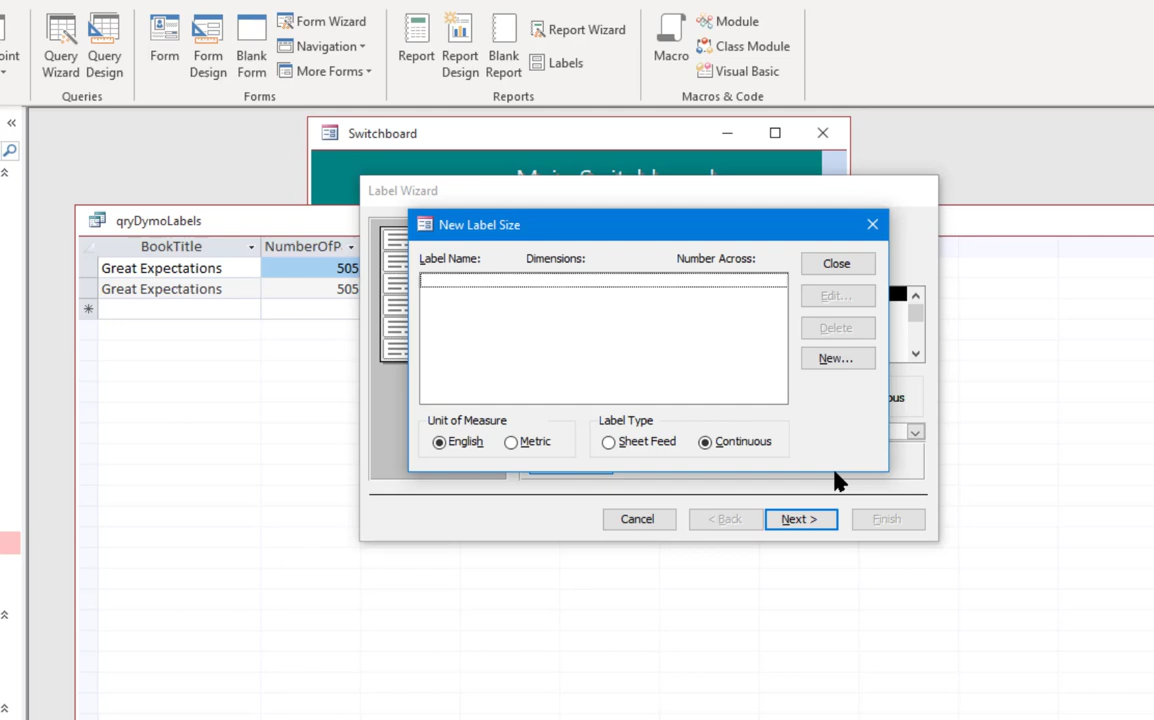 oint
Query Wizard
Query Design
Form
Form Design
Blank Form
Form Wizard
Navigation
More Forms
Report
Report Design
Blank Report
Report Wizard
Labels
Macro
Module
Class Module
Visual Basic
Queries
Forms
Reports
Macros & Code
«
Switchboard
Label Wizard
New Label Size
qryDymoLabels
BookTitle
NumberOfP
Great Expectations
505
Great Expectations
505
Label Name:
Dimensions:
Number Across:
Close
Edit...
Delete
New...
ous
Unit of Measure
English
Metric
Label Type
Sheet Feed
Continuous
Cancel
< Back
Next >
Finish